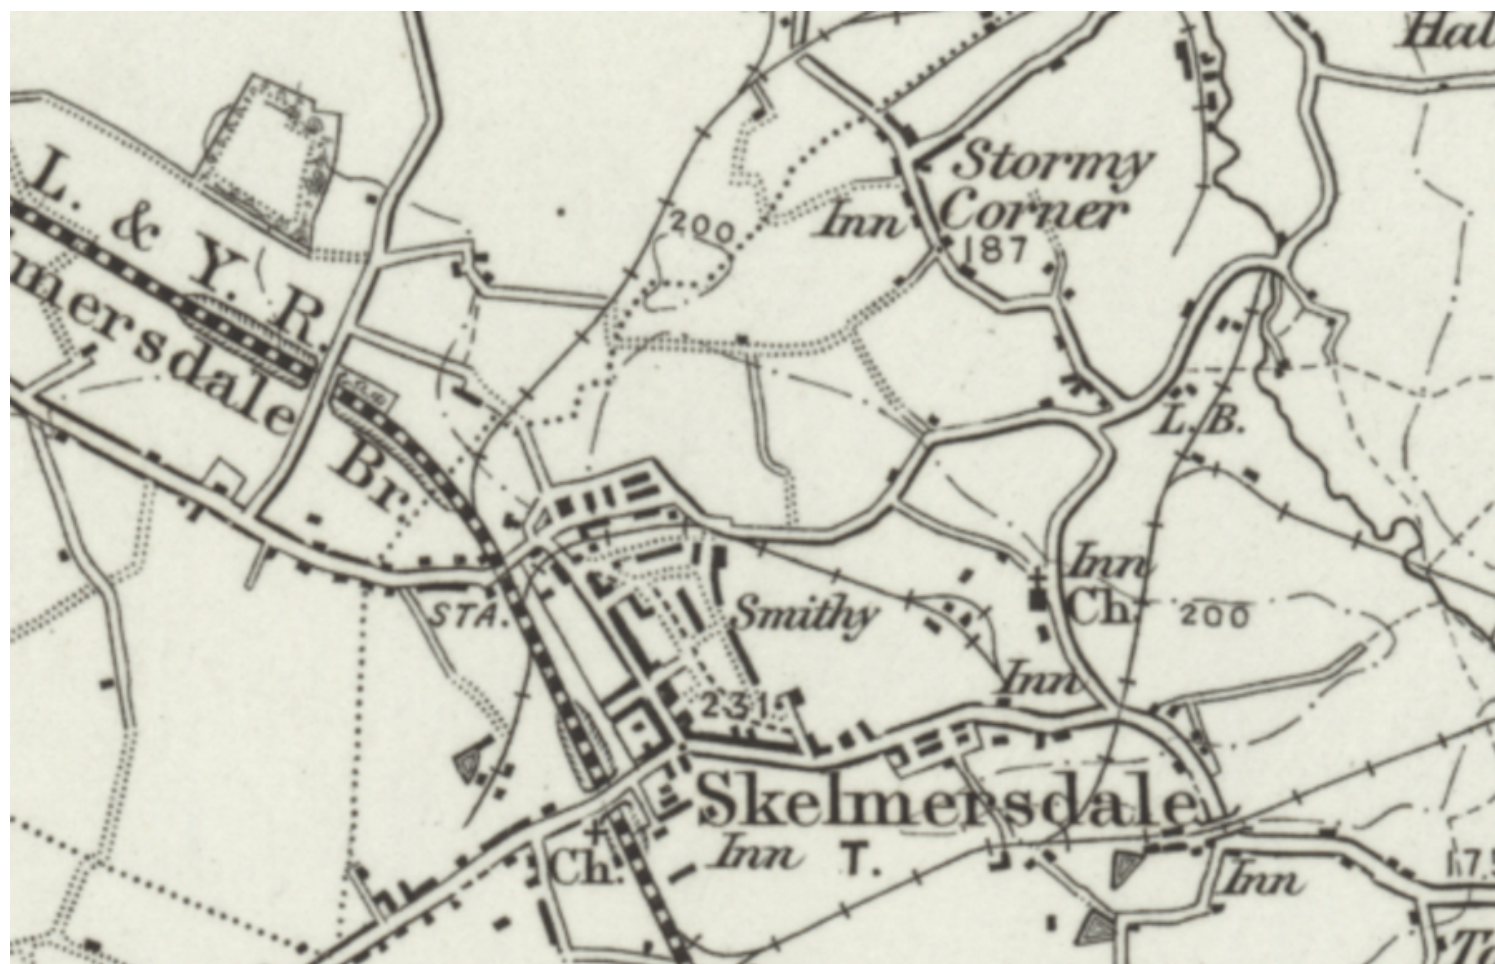 Hal
L. & Y. R.
mersdale
Br.
Stormy
Corner
187
Inn
200
L. B.
STA.
Smithy
231
Inn
Ch.
200
Inn
Skelmersdale
Inn
T.
Ch.
Inn
175
To